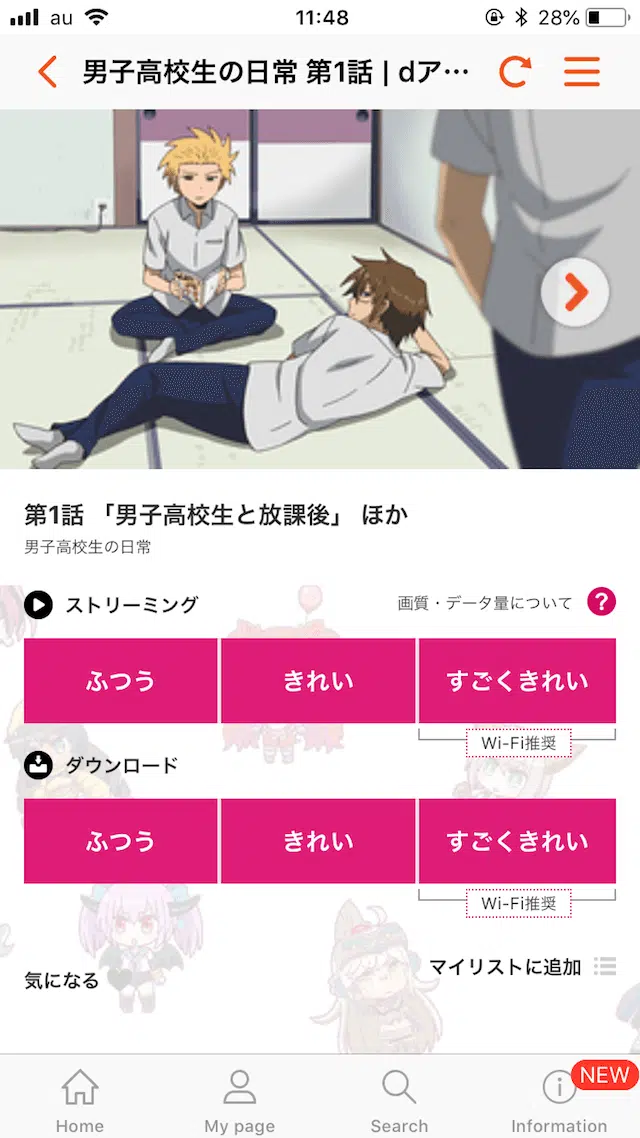 au 11:48 28%
男子高校生の日常 第1話 | dア…
第1話 「男子高校生と放課後」 ほか
男子高校生の日常
ストリーミング 画質・データ量について ?
ふつう きれい すごくきれい
Wi-Fi推奨
ダウンロード
ふつう きれい すごくきれい
Wi-Fi推奨
気になる マイリストに追加
NEW
Home My page Search Information